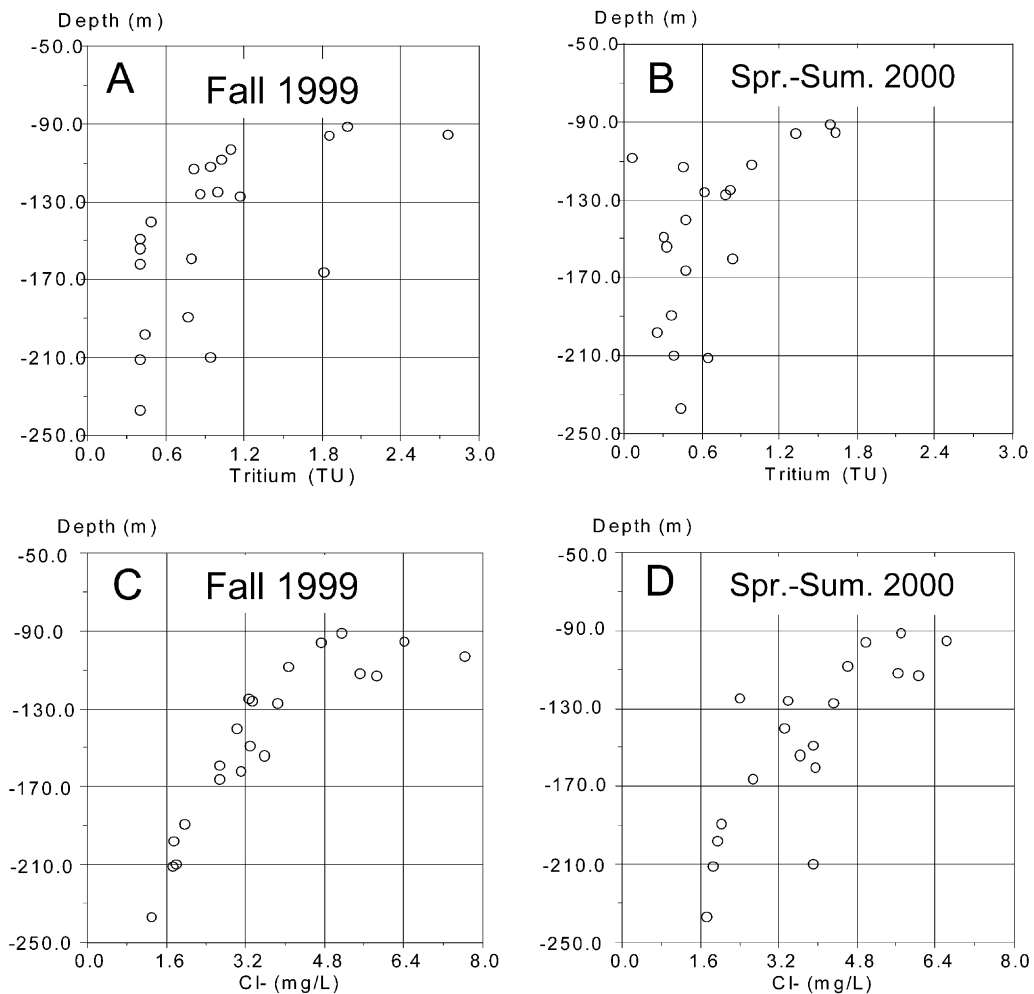 Depth (m)
-50.0
-90.0
-130.0
-170.0
-210.0
-250.0
A
Fall 1999
0.0 0.6 1.2 1.8 2.4 3.0
Tritium (TU)
Depth (m)
-50.0
-90.0
-130.0
-170.0
-210.0
-250.0
B
Spr.-Sum. 2000
0.0 0.6 1.2 1.8 2.4 3.0
Tritium (TU)
Depth (m)
-50.0
-90.0
-130.0
-170.0
-210.0
-250.0
C
Fall 1999
0.0 1.6 3.2 4.8 6.4 8.0
Cl- (mg/L)
Depth (m)
-50.0
-90.0
-130.0
-170.0
-210.0
-250.0
D
Spr.-Sum. 2000
0.0 1.6 3.2 4.8 6.4 8.0
Cl- (mg/L)